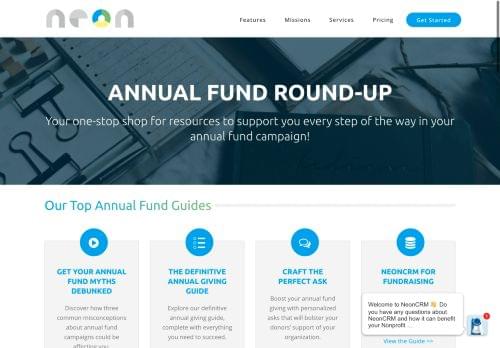 neon
Features Missions Services Pricing Get Started
ANNUAL FUND ROUND-UP
Your one-stop shop for resources to support you every step of the way in your
annual fund campaign!
Our Top Annual Fund Guides
GET YOUR ANNUAL
FUND MYTHS
DEBUNKED
Discover how three
common misconceptions
about annual fund
campaigns could be
affecting you.
THE DEFINITIVE
ANNUAL GIVING
GUIDE
Explore our definitive
annual giving guide,
complete with everything
you need to succeed.
CRAFT THE
PERFECT ASK
Boost your annual fund
giving with personalized
asks that will bolster your
donors' support of your
organization.
NEONCRM FOR
FUNDRAISING
View the Guide >>
Welcome to NeonCRM 👋 Do
you have any questions about
NeonCRM and how it can benefit
your Nonprofit ...
1